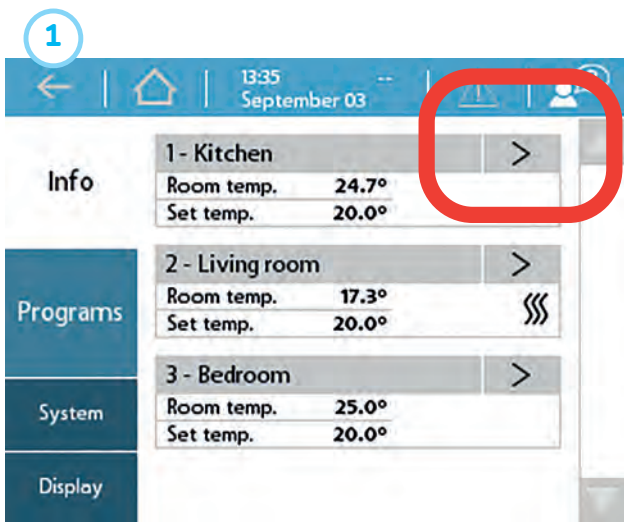 1
13:35 --
September 03
Info
1 - Kitchen >
Room temp. 24.7°
Set temp. 20.0°
Programs
2 - Living room >
Room temp. 17.3°
Set temp. 20.0°
System
3 - Bedroom >
Room temp. 25.0°
Set temp. 20.0°
Display